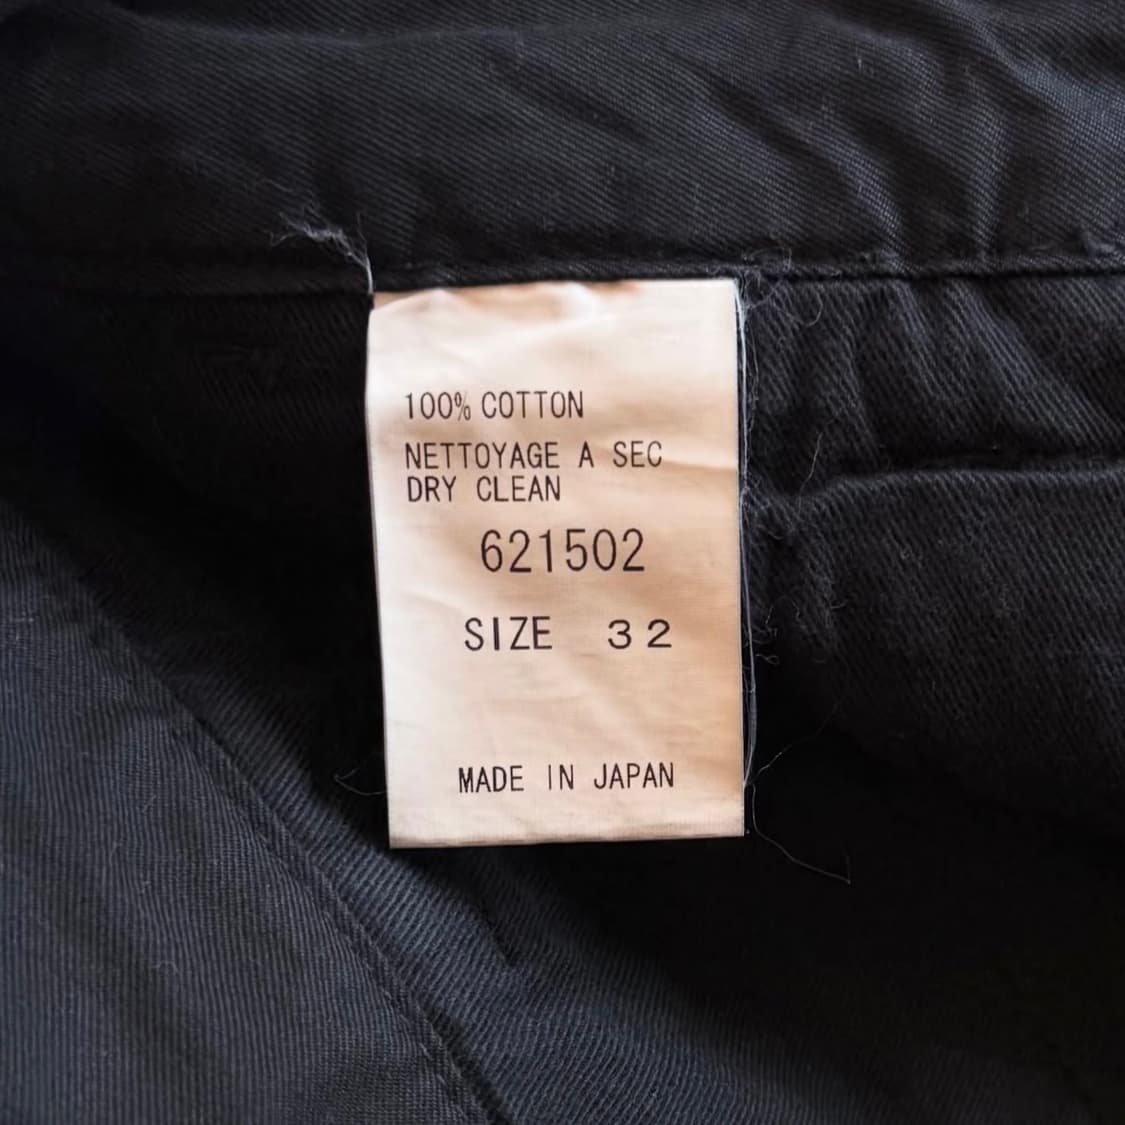 100% COTTON
NETTOYAGE A SEC
DRY CLEAN
621502
SIZE 32
MADE IN JAPAN